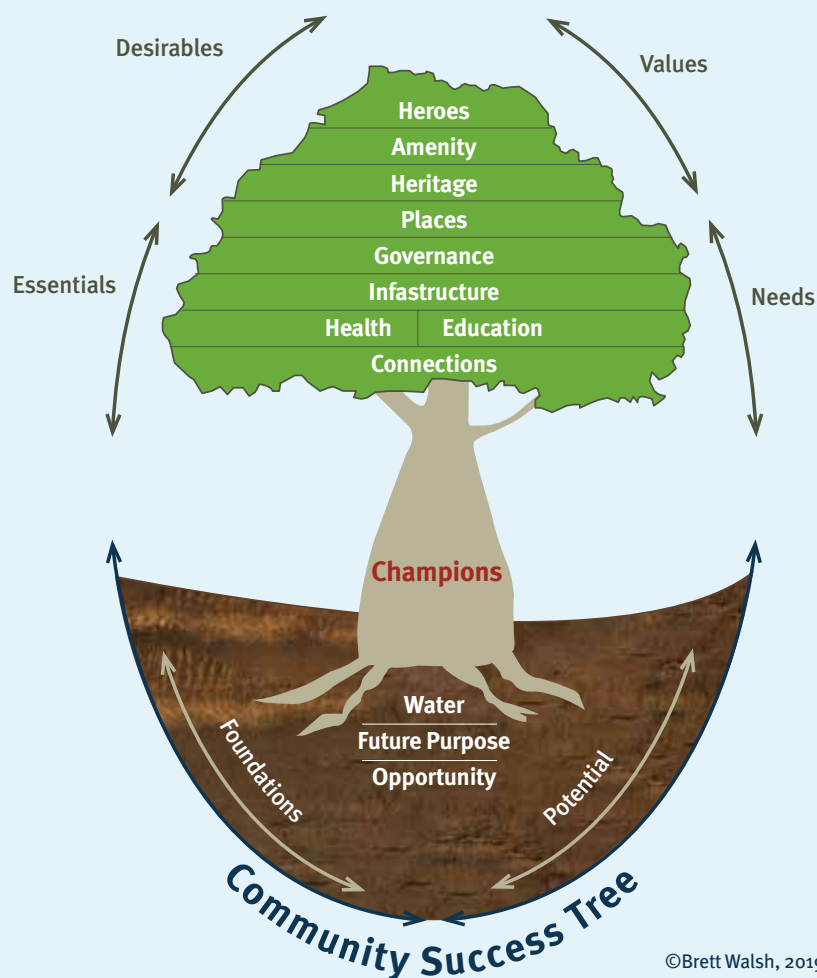 Desirables
Values
Heroes
Amenity
Heritage
Places
Governance
Essentials
Infastructure
Needs
Health Education
Connections
Champions
Water
Future Purpose
Opportunity
Foundations
Potential
Community Success Tree
©Brett Walsh, 2019